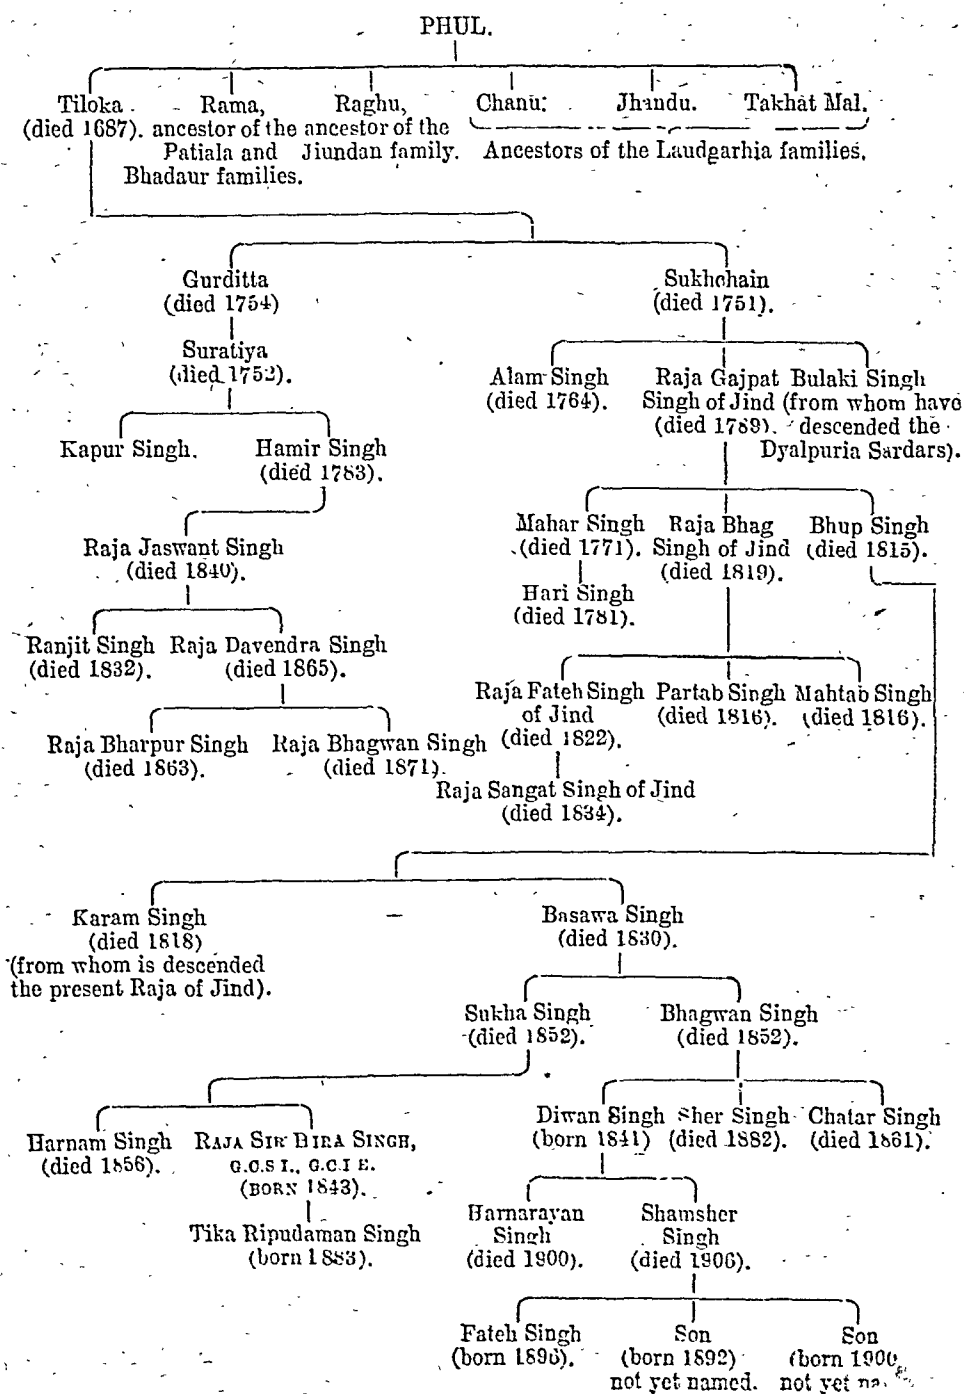 PHUL.
Tiloka Rama, Raghu, Chanu. Jhandu. Takhat Mal.
(died 1687). ancestor of the ancestor of the
Patiala and Jiundan family. Ancestors of the Laudgarhia families.
Bhadaur families.
Gurditta Sukhchain
(died 1754) (died 1751).
Suratiya
(died 1752).
Alam Singh Raja Gajpat Bulaki Singh
(died 1764). Singh of Jind (from whom have
(died 1789). descended the
Dyalpuria Sardars).
Kapur Singh. Hamir Singh
(died 1783).
Mahar Singh Raja Bhag Bhup Singh
(died 1771). Singh of Jind (died 1815).
(died 1819).
Raja Jaswant Singh
(died 1840).
Hari Singh
(died 1781).
Ranjit Singh Raja Davendra Singh
(died 1832). (died 1865).
Raja Fateh Singh Partab Singh Mahtab Singh
of Jind (died 1816). (died 1816).
(died 1822).
Raja Bharpur Singh Raja Bhagwan Singh
(died 1863). (died 1871).
Raja Sangat Singh of Jind
(died 1834).
Karam Singh Basawa Singh
(died 1818) (died 1830).
(from whom is descended
the present Raja of Jind).
Sukha Singh Bhagwan Singh
(died 1852). (died 1852).
Diwan Singh Sher Singh Chatar Singh
(born 1841) (died 1882). (died 1861).
Harnam Singh RAJA SIR HIRA SINGH,
(died 1856). G.C.S I., G.C.I E.
(BORN 1843).
Tika Ripudaman Singh
(born 1883).
Harnarayan Shamsher
Singh Singh
(died 1900). (died 1906).
Fateh Singh Son Son
(born 1896). (born 1892) (born 1900,
not yet named. not yet